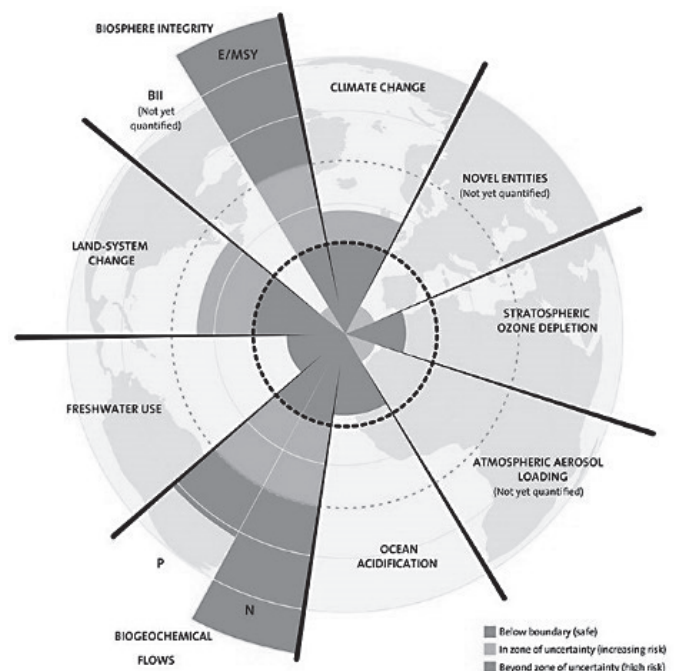 BIOSPHERE INTEGRITY
E/MSY
CLIMATE CHANGE
BII
(Not yet
quantified)
NOVEL ENTITIES
(Not yet quantified)
LAND-SYSTEM
CHANGE
STRATOSPHERIC
OZONE DEPLETION
FRESHWATER USE
ATMOSPHERIC AEROSOL
LOADING
(Not yet quantified)
OCEAN
ACIDIFICATION
P
N
BIOGEOCHEMICAL
FLOWS
Below boundary (safe)
In zone of uncertainty (increasing risk)
Beyond zone of uncertainty (high risk)